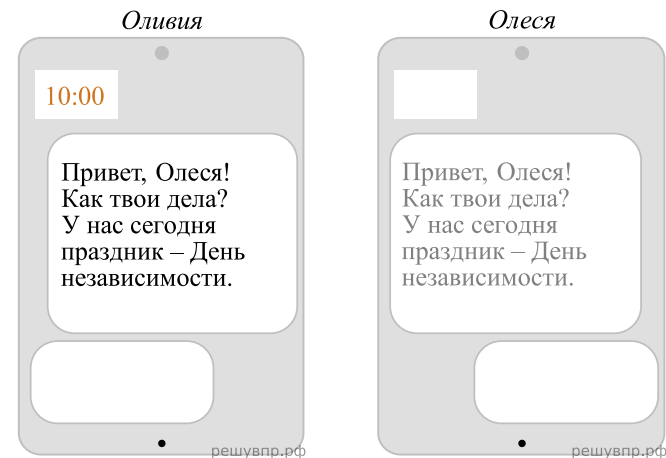 Оливия
10:00
Привет, Олеся!
Как твои дела?
У нас сегодня
праздник – День
независимости.
решувпр.рф
Олеся
Привет, Олеся!
Как твои дела?
У нас сегодня
праздник – День
независимости.
решувпр.рф